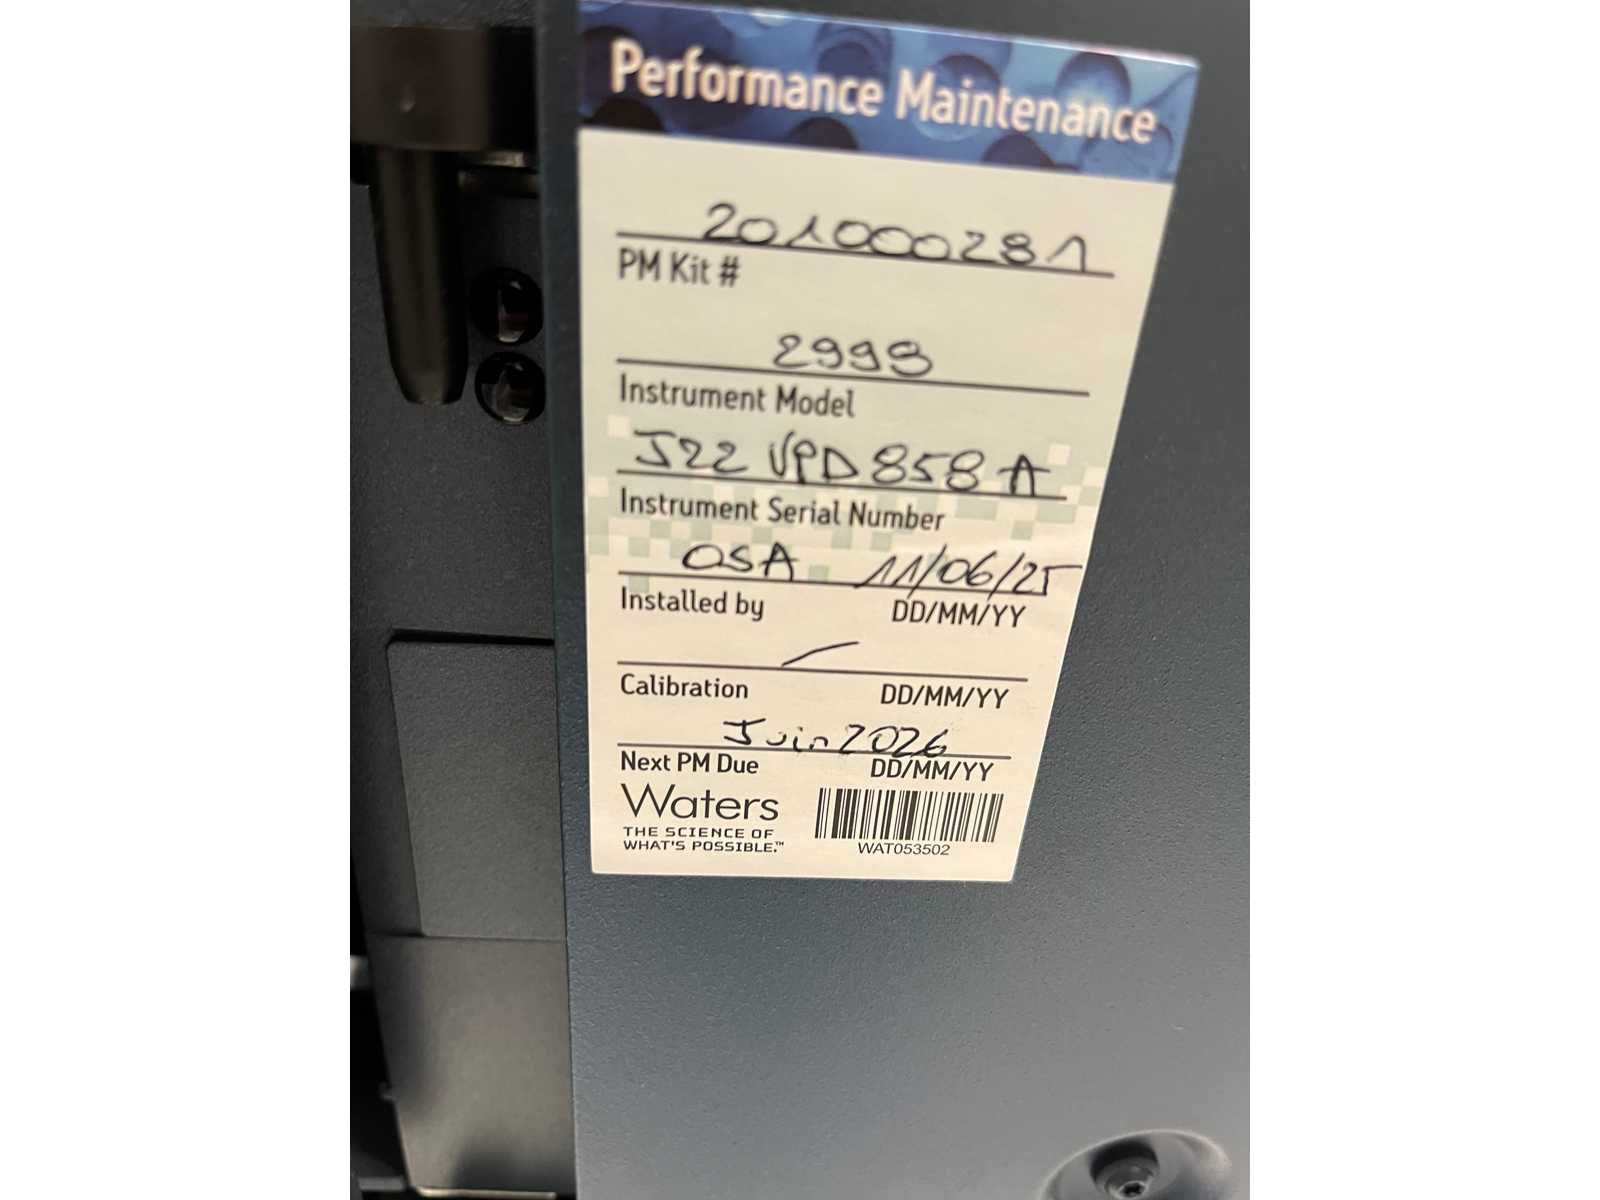 Performance Maintenance
201000281
PM Kit #
2998
Instrument Model
J22 VPD 858 A
Instrument Serial Number
OSA 11/06/25
Installed by DD/MM/YY
Calibration DD/MM/YY
Juin 2026
Next PM Due DD/MM/YY
Waters
THE SCIENCE OF
WHAT'S POSSIBLE.™
WAT053502